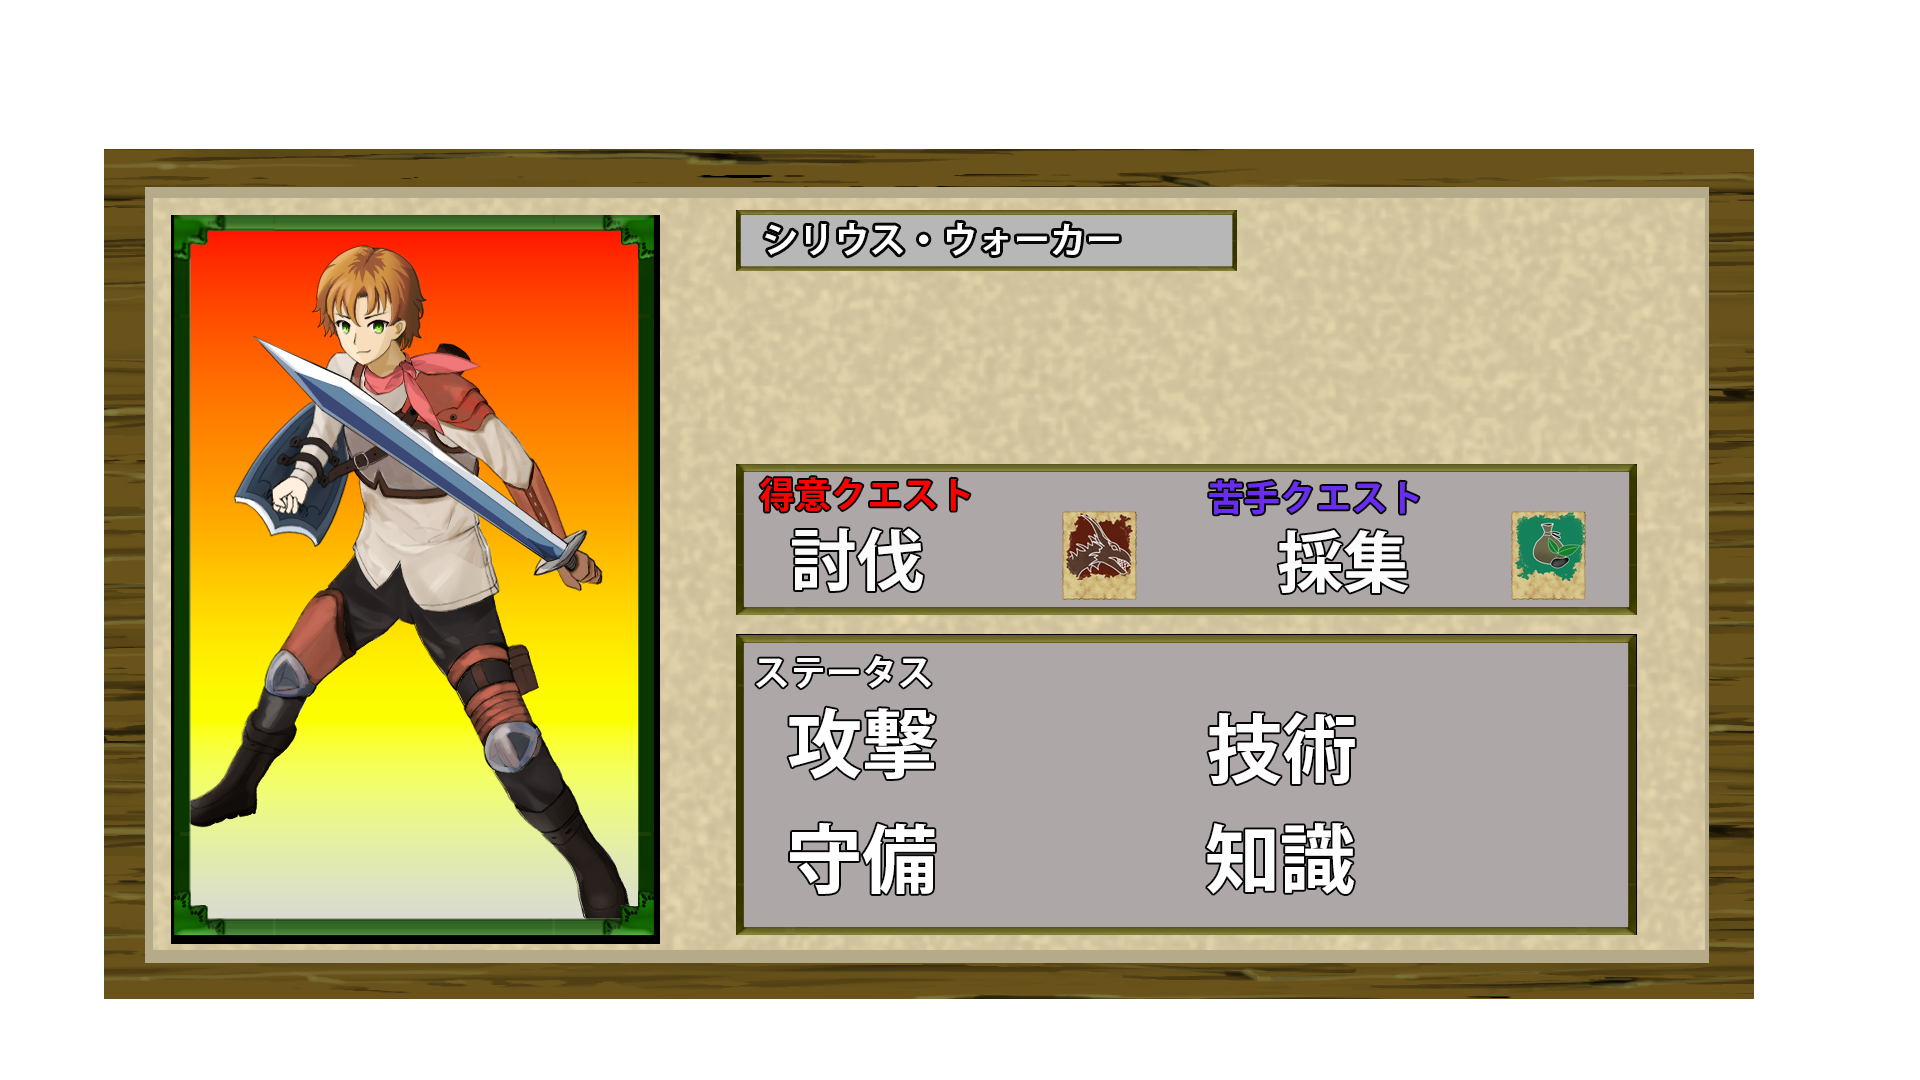 シリウス・ウォーカー
得意クエスト 苦手クエスト
討伐 採集
ステータス
攻撃 技術
守備 知識